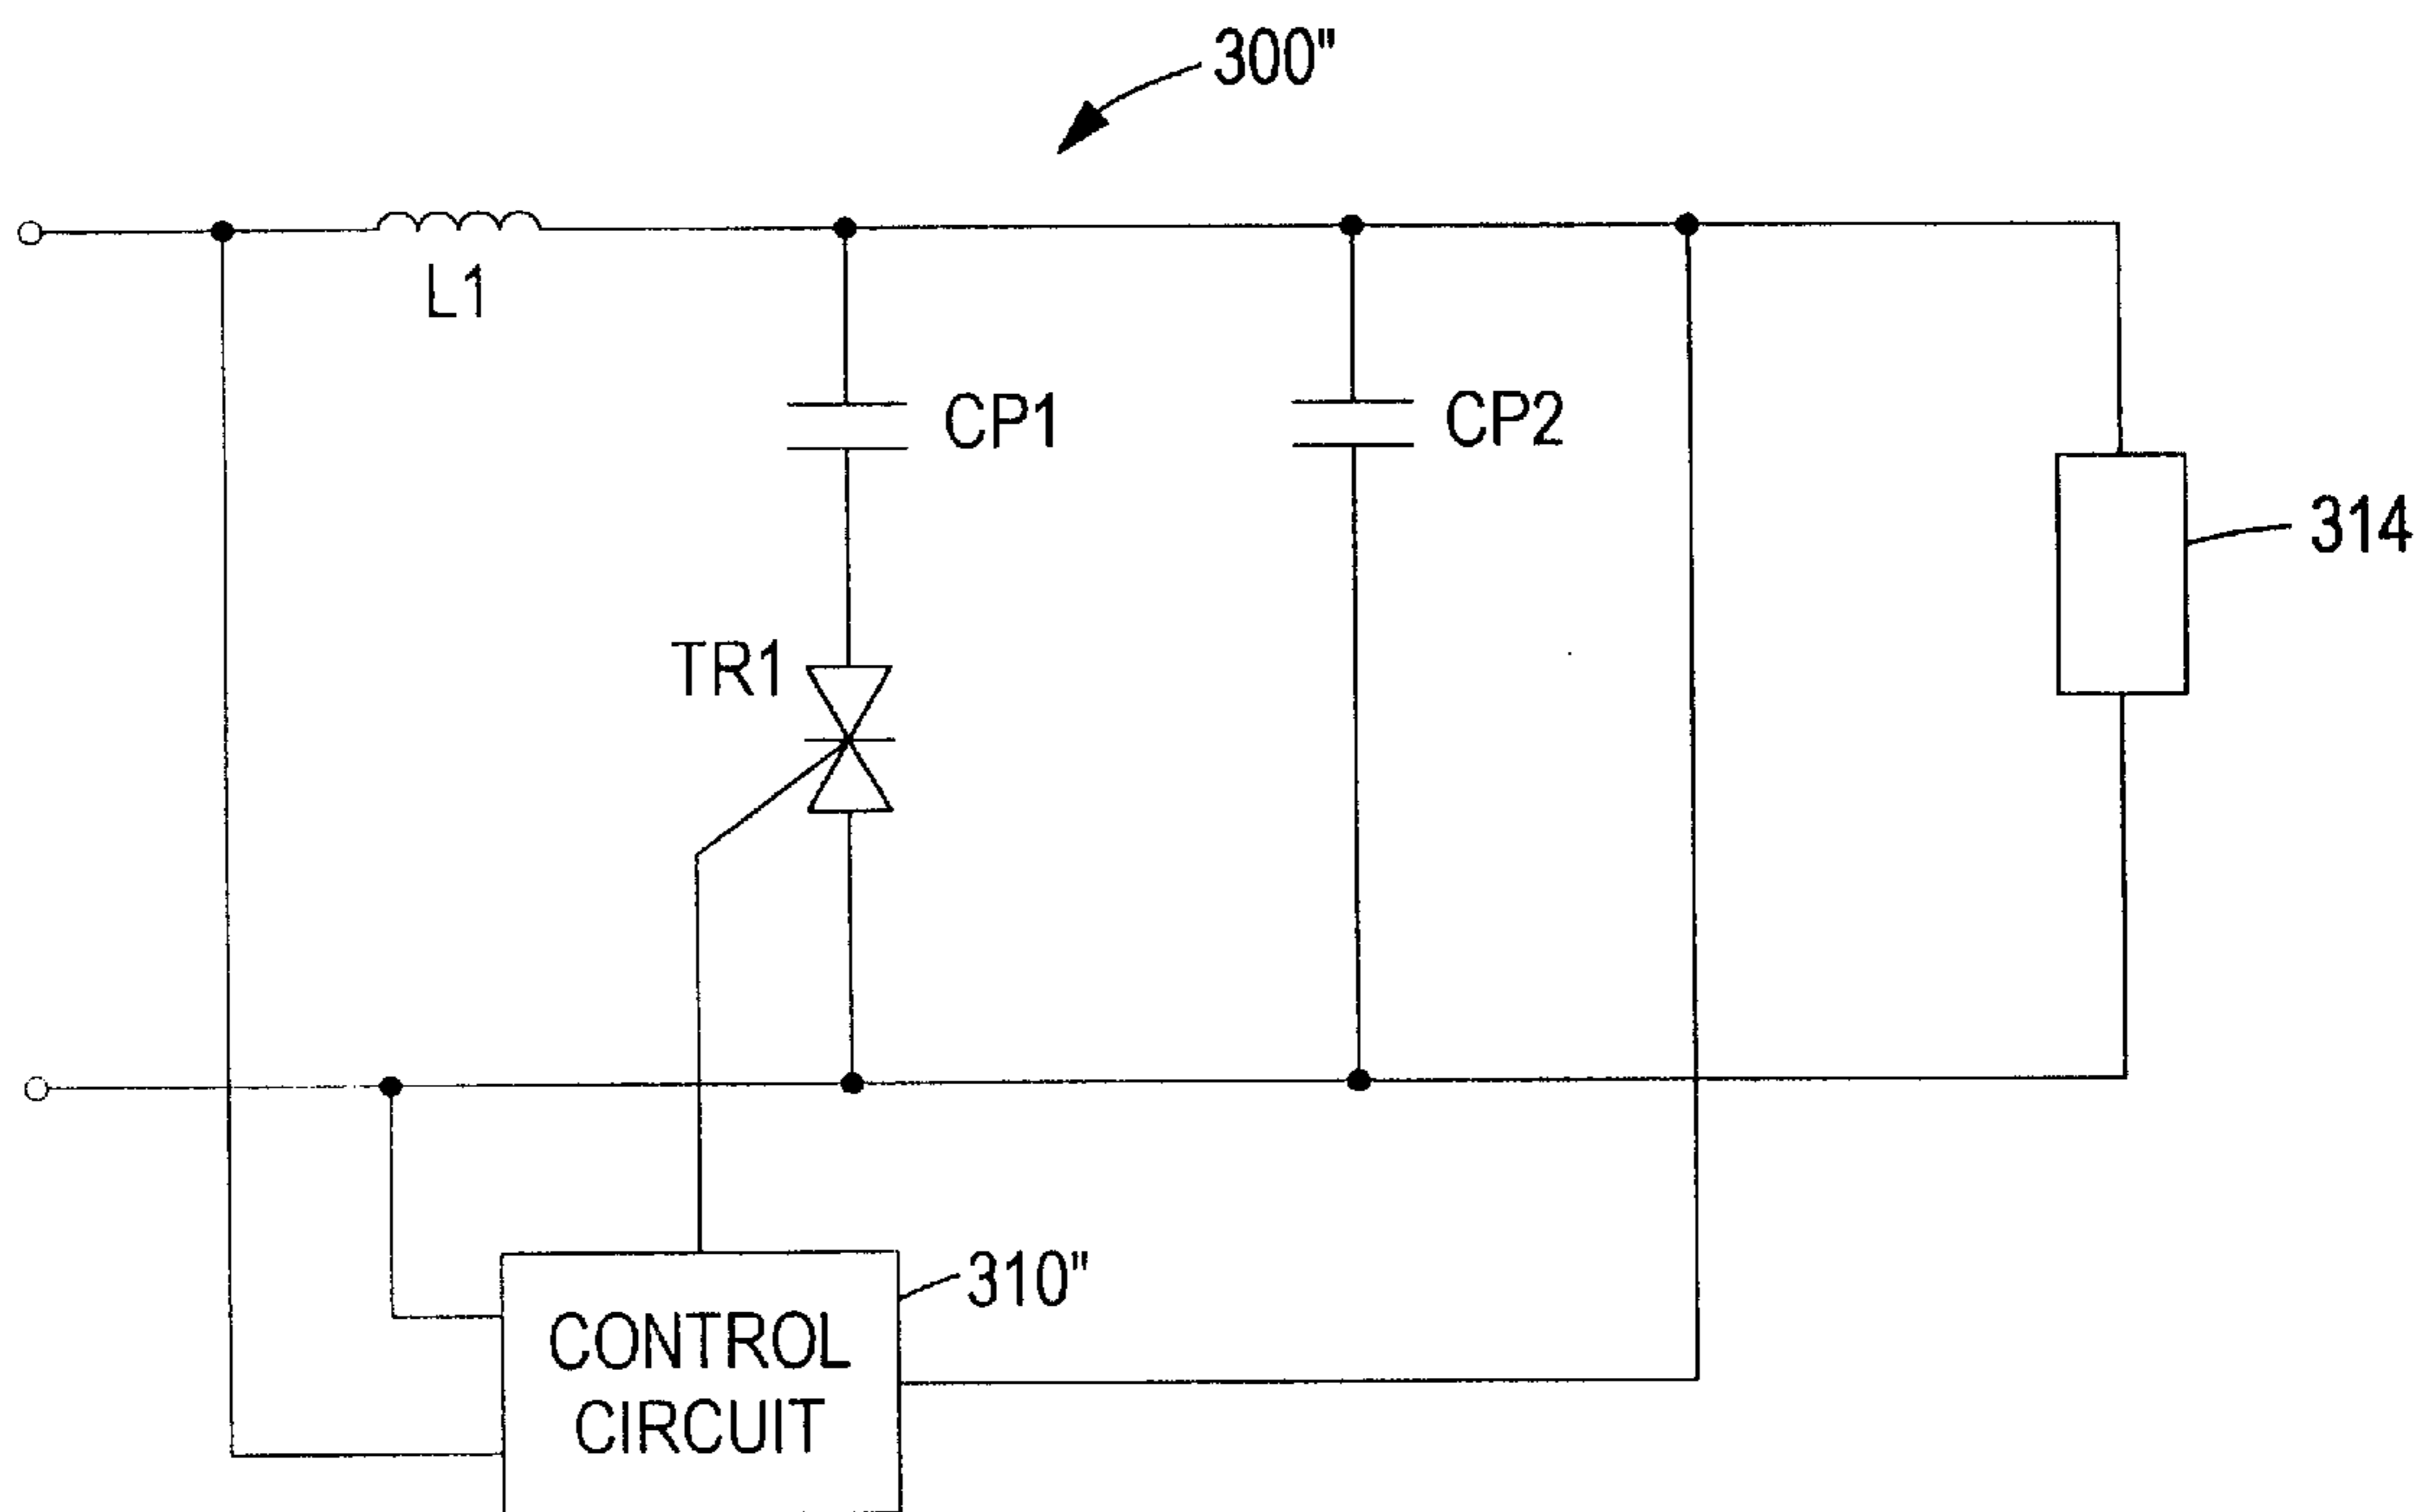 300"
L1
CP1
CP2
314
TR1
310"
CONTROL
CIRCUIT